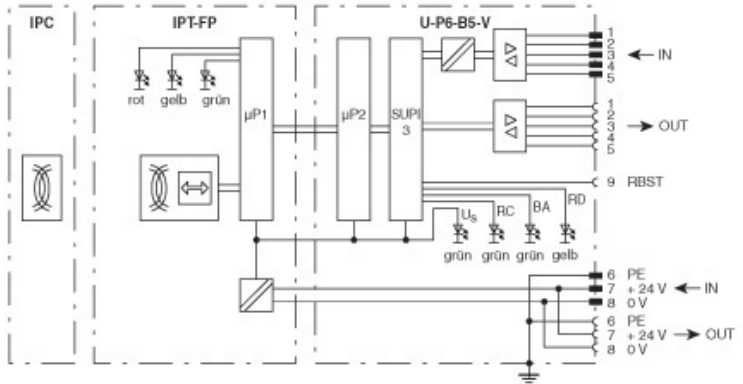 IPC
IPT-FP
U-P6-B5-V
rot gelb grün
µP1
µP2
SUPI
3
1
2
3
4
5
IN
1
2
3
4
5
OUT
9 RBST
Us RC BA RD
grün grün grün gelb
6 PE
7 + 24 V IN
8 0 V
6 PE
7 + 24 V OUT
8 0 V